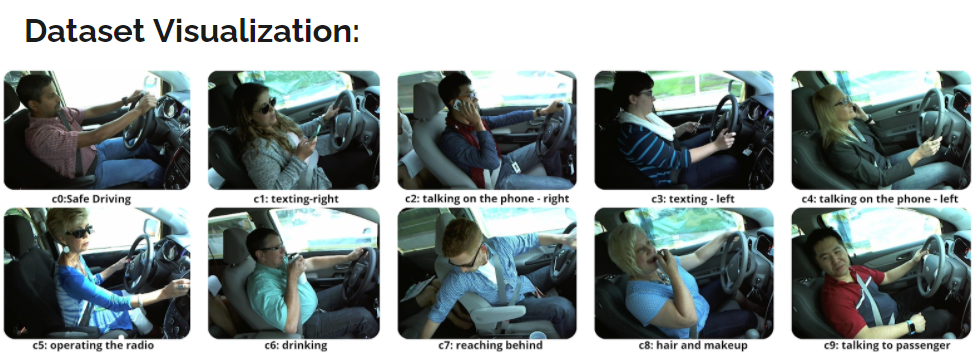 Dataset Visualization:
c0:Safe Driving
c1: texting-right
c2: talking on the phone - right
c3: texting - left
c4: talking on the phone - left
c5: operating the radio
c6: drinking
c7: reaching behind
c8: hair and makeup
c9: talking to passenger